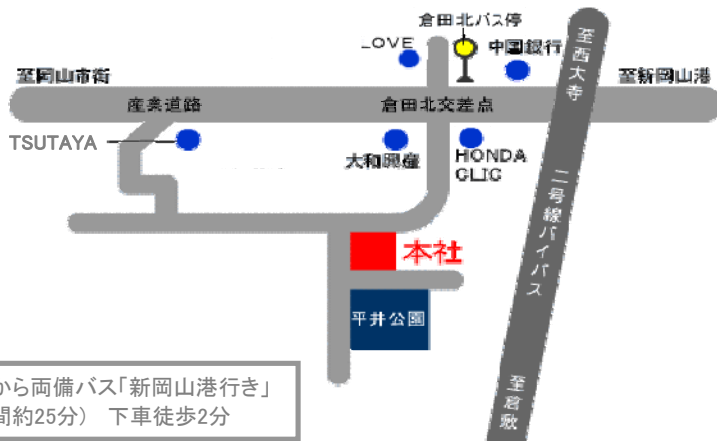 倉田北バス停
LOVE
中国銀行
至西大寺
至岡山市街
至新岡山港
産業道路
倉田北交差点
TSUTAYA
大和興産
HONDA
CLIO
二号線バイパス
本社
平井公園
至倉敷
から両備バス「新岡山港行き」
間約25分) 下車徒歩2分